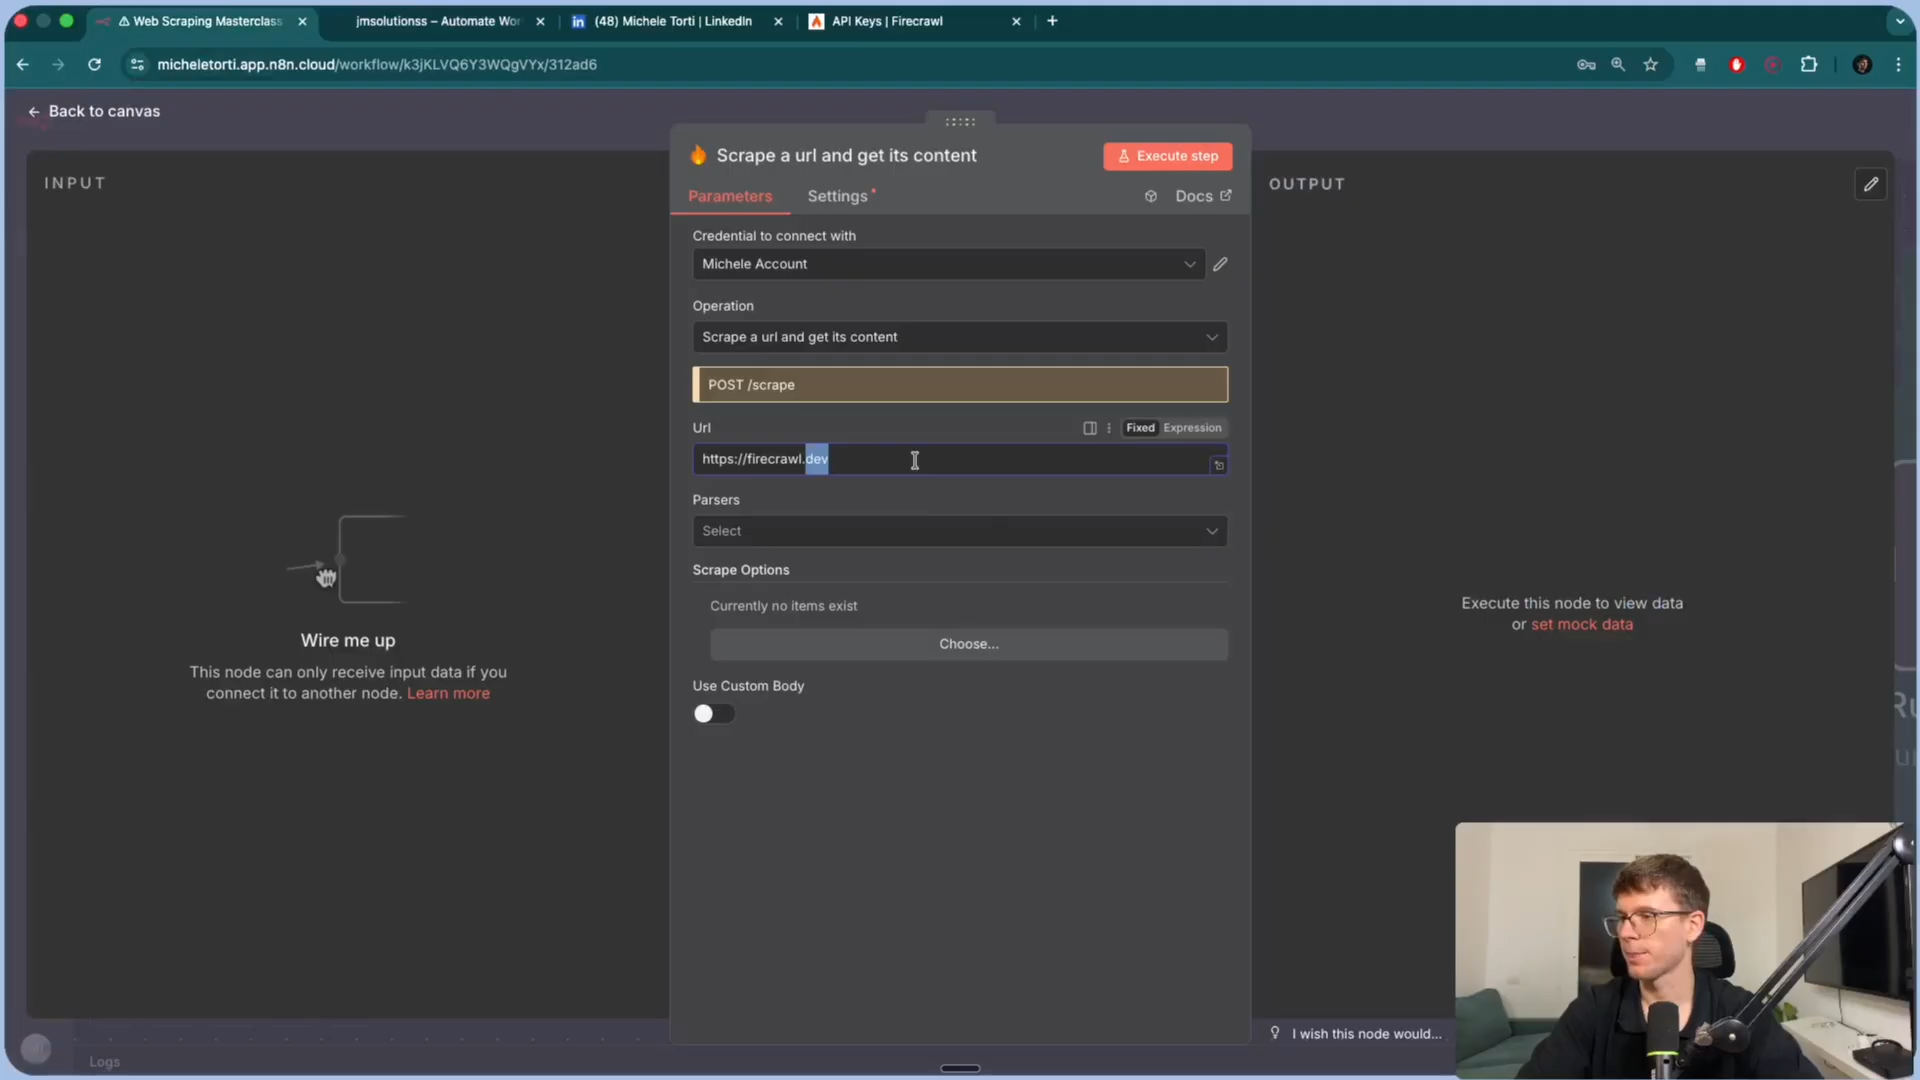 Web Scraping Masterclass
jmsolutionss – Automate Wor
(48) Michele Torti | LinkedIn
API Keys | Firecrawl
micheletorti.app.n8n.cloud/workflow/k3jKLVQ6Y3WQgVYx/312ad6
Back to canvas
INPUT
Scrape a url and get its content
Execute step
OUTPUT
Parameters
Settings
Docs
Credential to connect with
Michele Account
Operation
Scrape a url and get its content
POST /scrape
Url
Fixed
Expression
https://firecrawl.dev
Parsers
Select
Scrape Options
Currently no items exist
Choose...
Use Custom Body
Wire me up
This node can only receive input data if you
connect it to another node. Learn more
Execute this node to view data
or set mock data
I wish this node would...
Logs